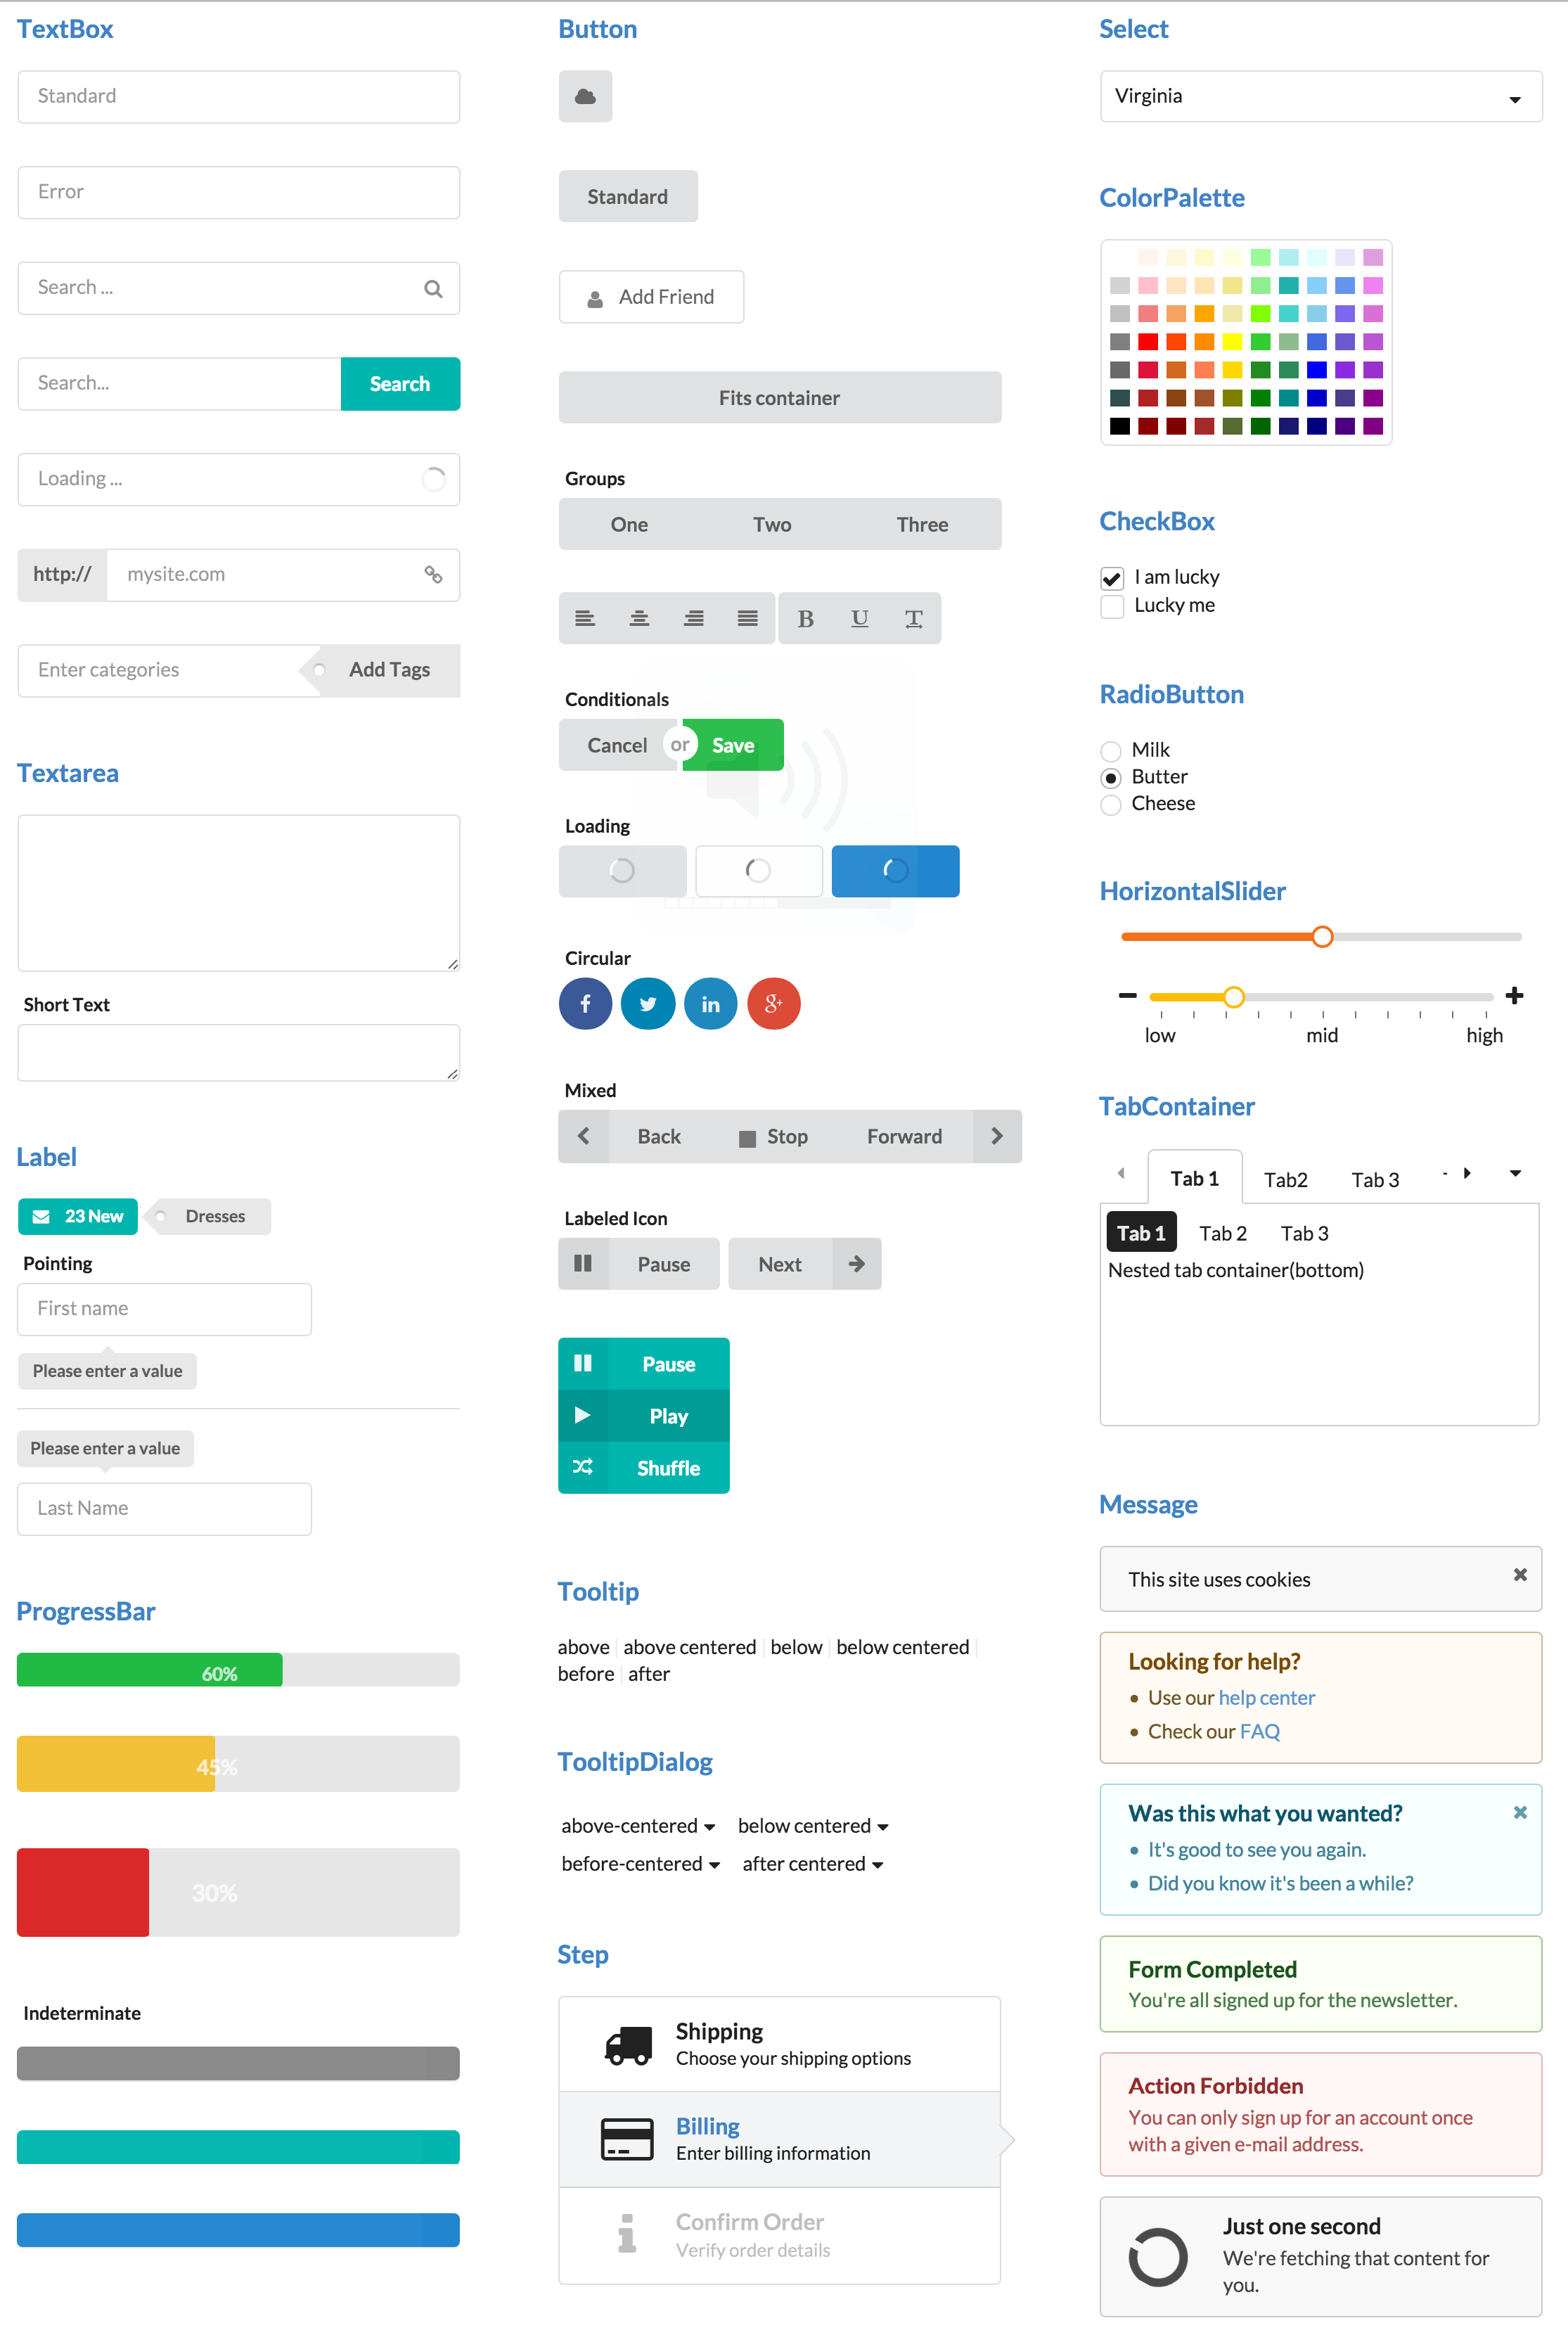 TextBox
Standard
Error
Search ...
Search... Search
Loading ...
http:// mysite.com
Enter categories Add Tags
Textarea
Short Text
Label
23 New Dresses
Pointing
First name
Please enter a value
Please enter a value
Last Name
ProgressBar
60%
45%
30%
Indeterminate
Button
Standard
Add Friend
Fits container
Groups
One Two Three
B U T
Conditionals
Cancel or Save
Loading
Circular
f in g+
Mixed
Back Stop Forward
Labeled Icon
Pause Next
Pause
Play
Shuffle
Tooltip
above above centered below below centered
before after
TooltipDialog
above-centered below centered
before-centered after centered
Step
Shipping
Choose your shipping options
Billing
Enter billing information
Confirm Order
Verify order details
Select
Virginia
ColorPalette
CheckBox
I am lucky
Lucky me
RadioButton
Milk
Butter
Cheese
HorizontalSlider
low mid high
TabContainer
Tab 1 Tab2 Tab 3
Tab 1 Tab 2 Tab 3
Nested tab container(bottom)
Message
This site uses cookies
Looking for help?
• Use our help center
• Check our FAQ
Was this what you wanted?
• It's good to see you again.
• Did you know it's been a while?
Form Completed
You're all signed up for the newsletter.
Action Forbidden
You can only sign up for an account once
with a given e-mail address.
Just one second
We're fetching that content for
you.